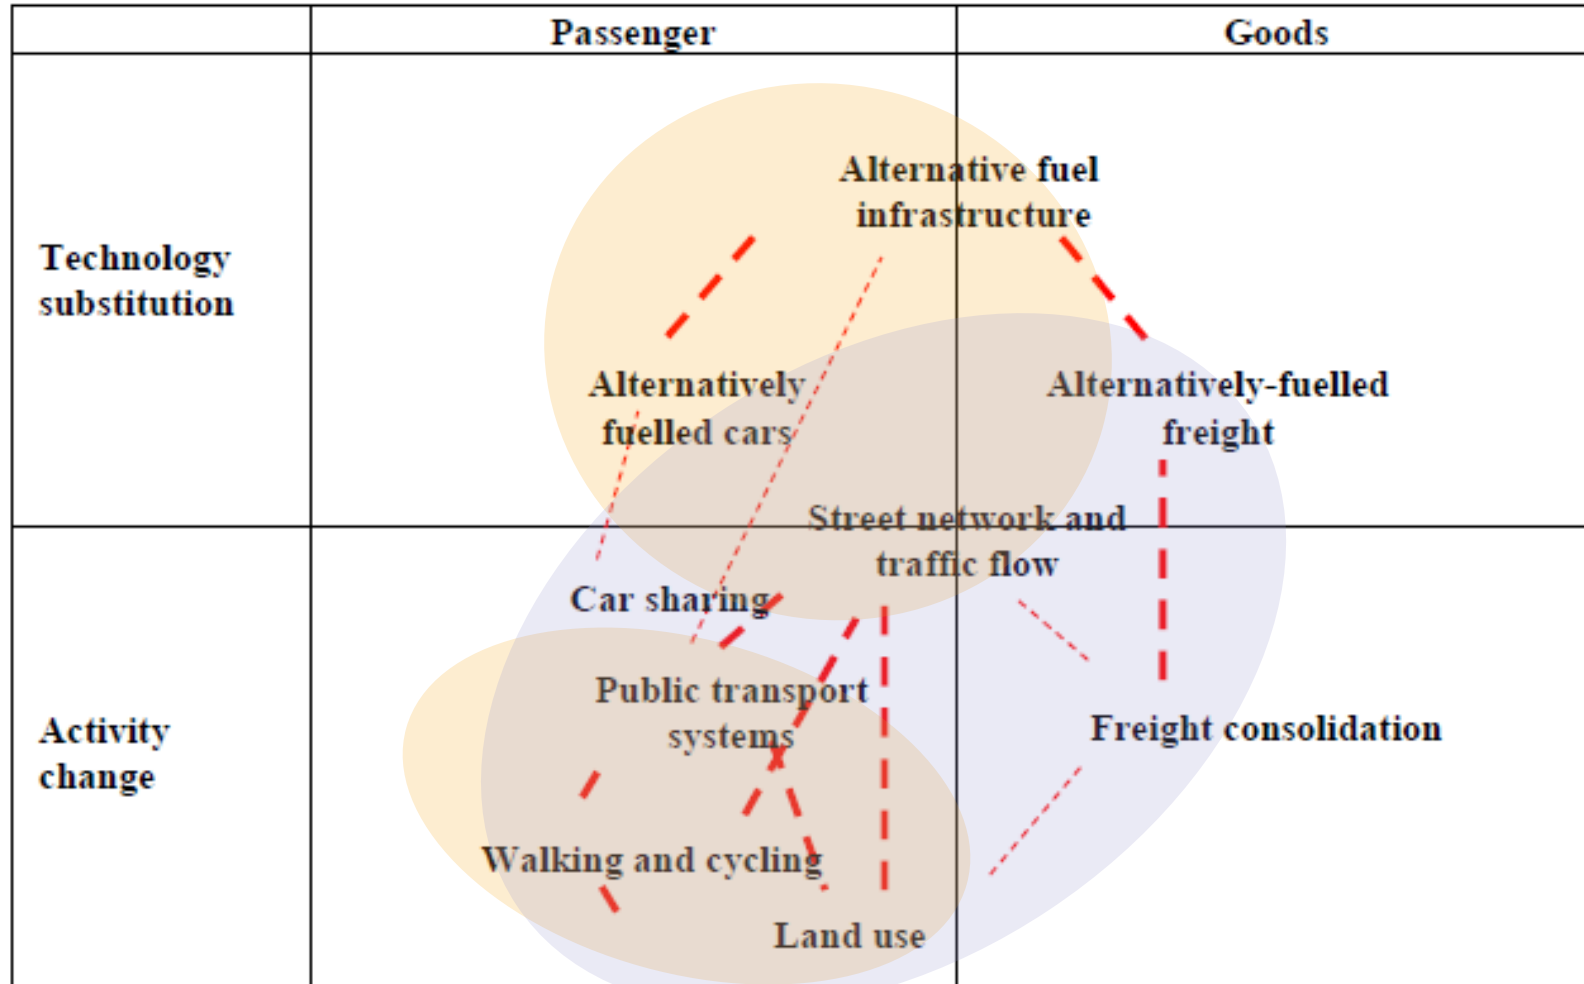 Passenger
Goods
Alternative fuel
infrastructure
Technology
substitution
Alternatively
fuelled cars
Alternatively-fuelled
freight
Street network and
traffic flow
Car sharing
Public transport
systems
Activity
change
Freight consolidation
Walking and cycling
Land use